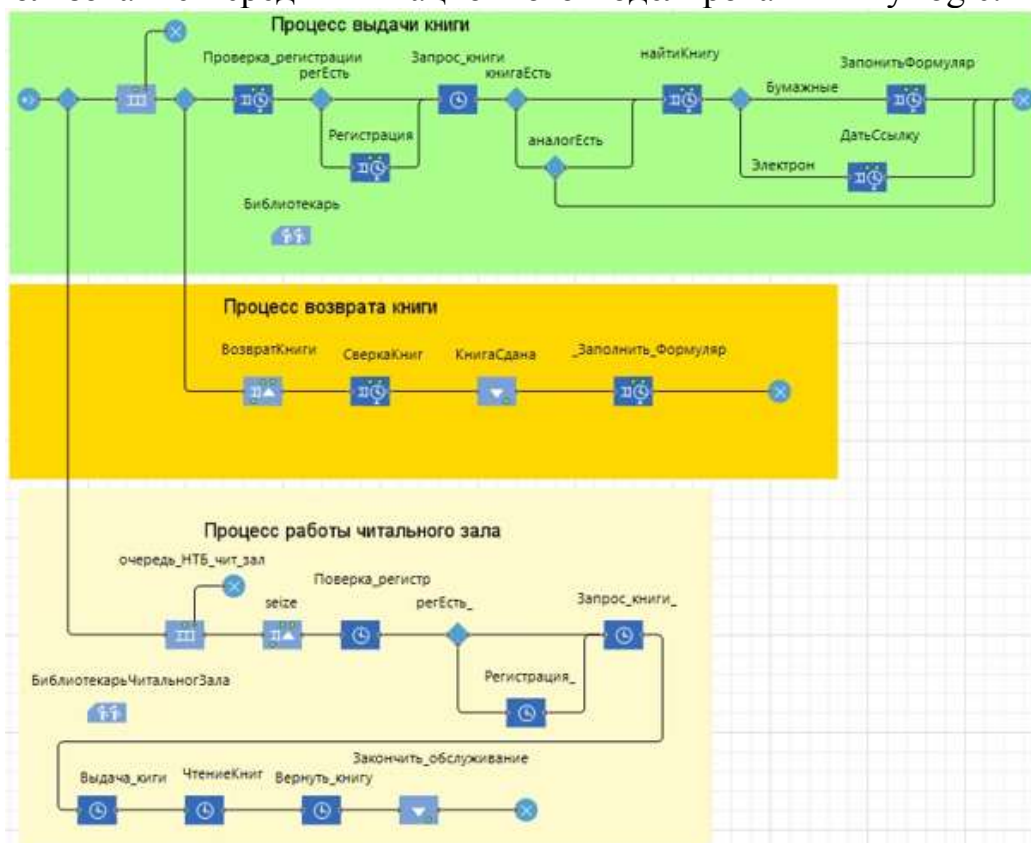 Процесс выдачи книги
Проверка_регистрации
регЕсть
Запрос_книги
книгаЕсть
найтиКнигу
ЗапонитьФормуляр
Бумажные
Регистрация
аналогЕсть
ДатьСсылку
Электрон
Библиотекарь
Процесс возврата книги
ВозвратКниги
СверкаКниг
КнигаСдана
_Заполнить_Формуляр
Процесс работы читального зала
очередь_НТБ_чит_зал
seize
Поверка_регистр
регЕсть_
Запрос_книги_
Регистрация_
БиблиотекарьЧитальногЗала
Закончить_обслуживание
Выдача_киги
ЧтениеКниг
Вернуть_книгу